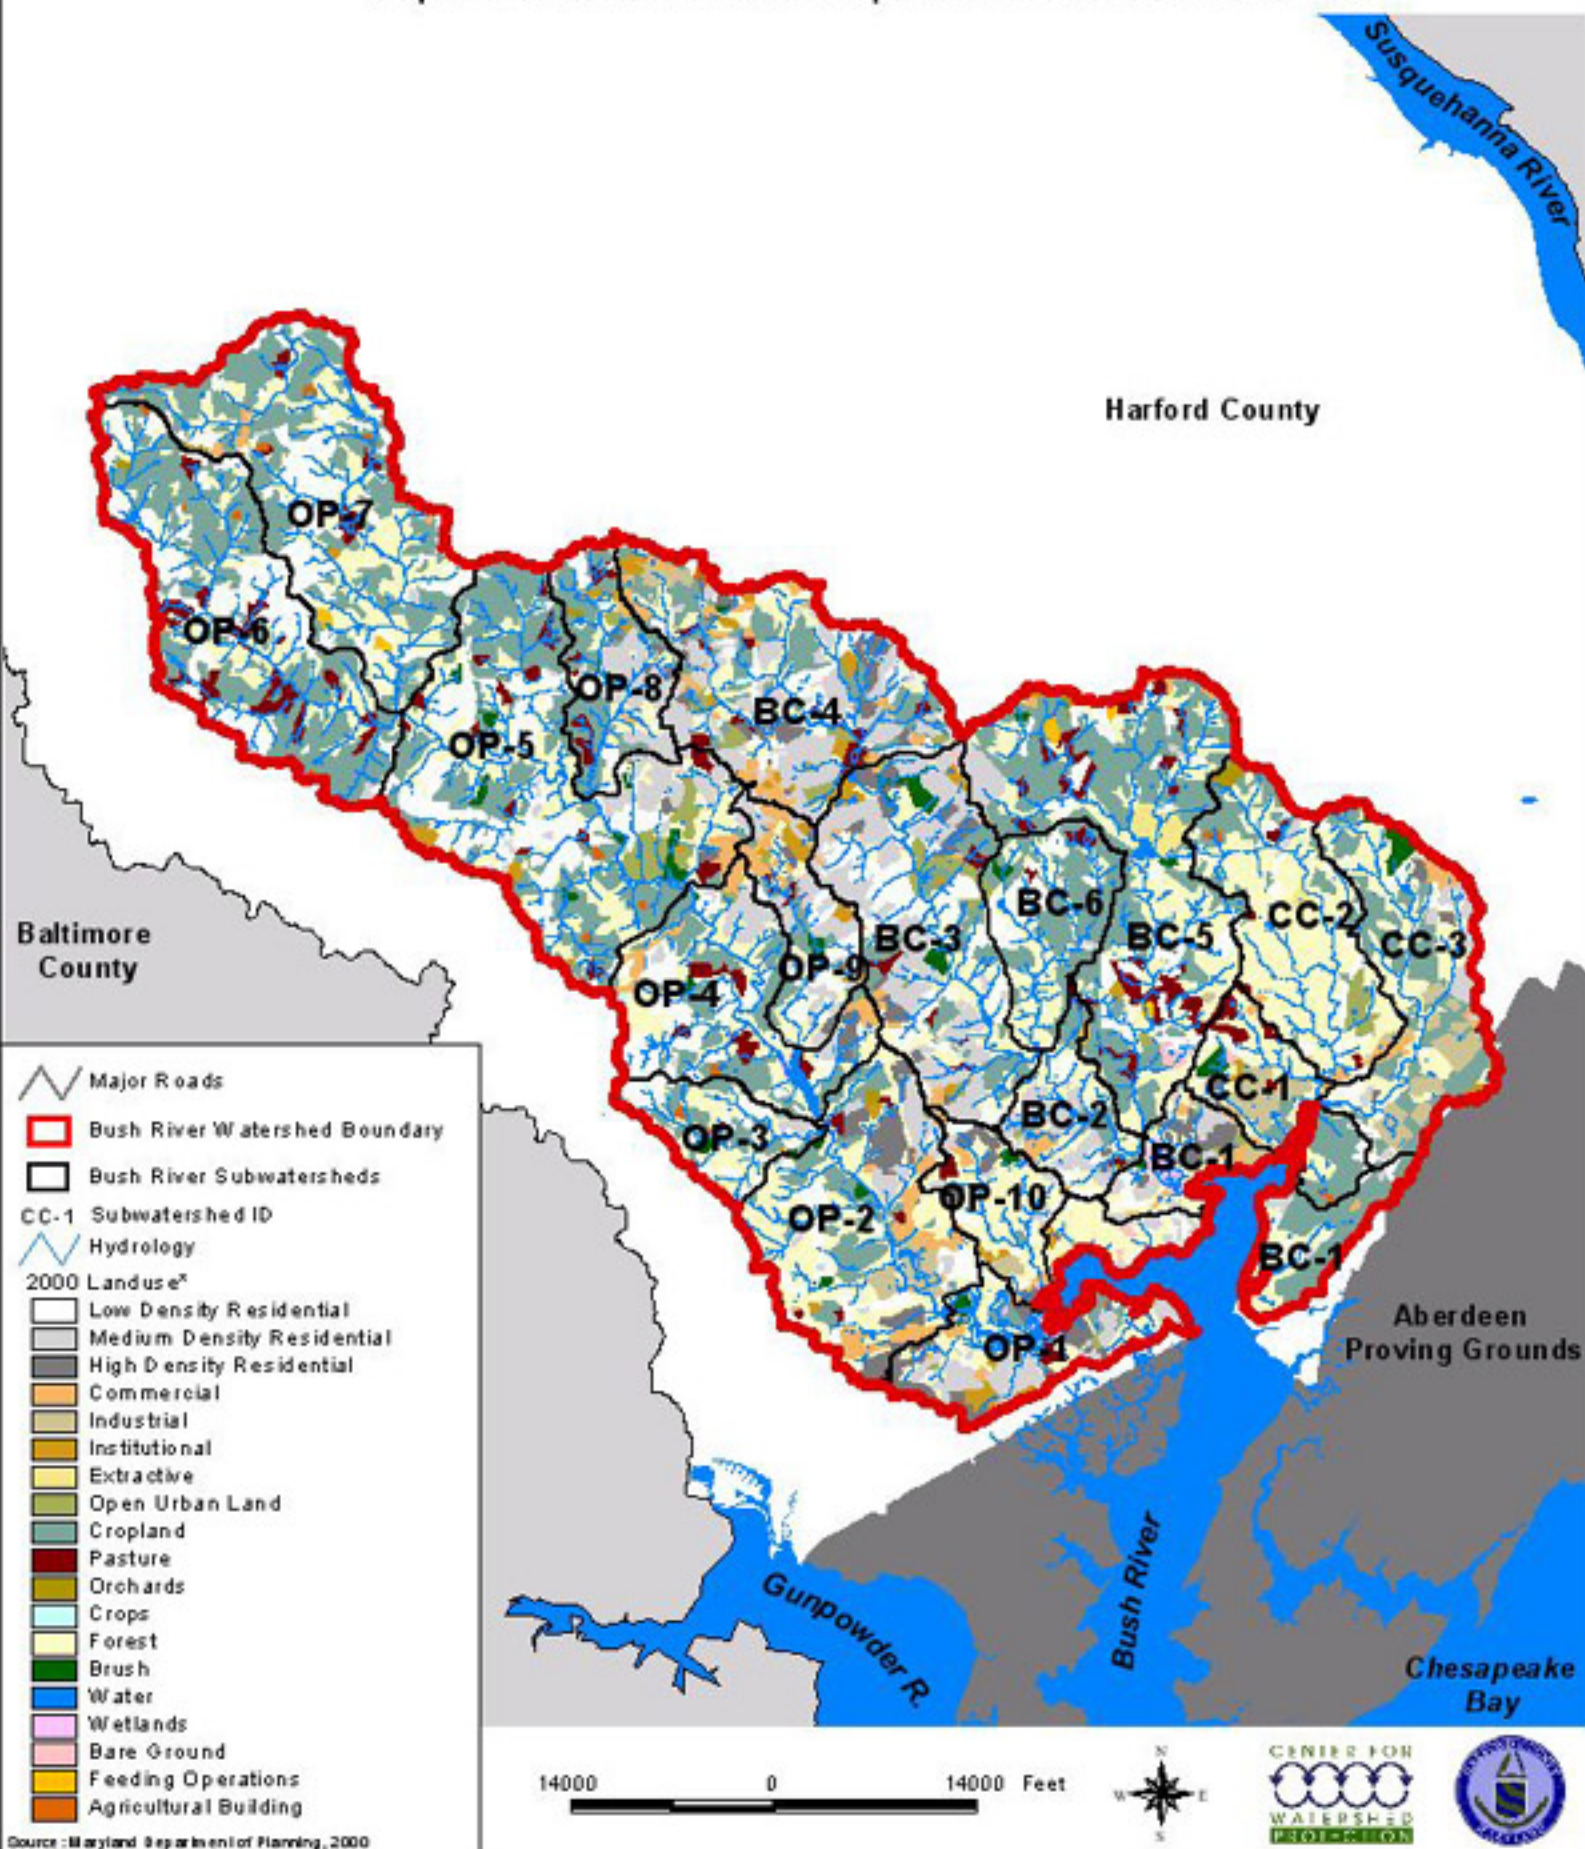 Susquehanna River
Harford County
OP-7
OP-6
OP-8
BC-4
OP-5
BC-6
CC-2
Baltimore
County
BC-3
BC-5
CC-3
OP-9
OP-4
CC-1
BC-2
OP-3
BC-1
OP-10
OP-2
BC-1
Aberdeen
Proving Grounds
OP-1
Major Roads
Bush River Watershed Boundary
Bush River Subwatersheds
CC-1 Subwatershed ID
Hydrology
2000 Landuse*
Low Density Residential
Medium Density Residential
High Density Residential
Commercial
Industrial
Institutional
Extractive
Open Urban Land
Cropland
Pasture
Orchards
Crops
Forest
Brush
Water
Wetlands
Bare Ground
Feeding Operations
Agricultural Building
Source: Maryland Department of Planning, 2000
Gunpowder R.
Bush River
Chesapeake
Bay
14000 0 14000 Feet
N
W E
S
CENTER FOR
WATERSHED
PROTECTION